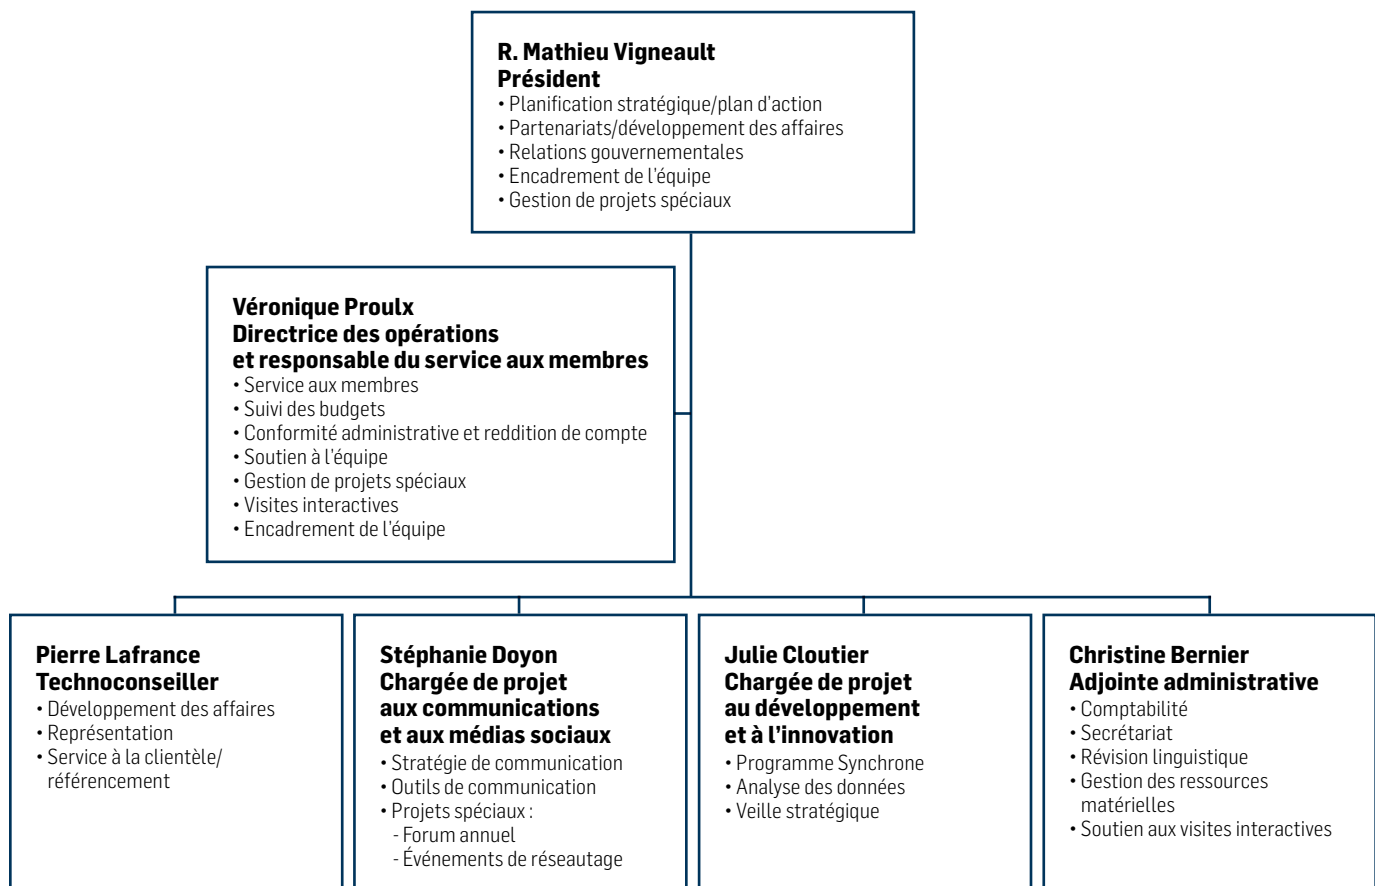 R. Mathieu Vigneault
Président
• Planification stratégique/plan d'action
• Partenariats/développement des affaires
• Relations gouvernementales
• Encadrement de l'équipe
• Gestion de projets spéciaux
Véronique Proulx
Directrice des opérations
et responsable du service aux membres
• Service aux membres
• Suivi des budgets
• Conformité administrative et reddition de compte
• Soutien à l'équipe
• Gestion de projets spéciaux
• Visites interactives
• Encadrement de l'équipe
Pierre Lafrance
Technoconseiller
• Développement des affaires
• Représentation
• Service à la clientèle/
référencement
Stéphanie Doyon
Chargée de projet
aux communications
et aux médias sociaux
• Stratégie de communication
• Outils de communication
• Projets spéciaux :
- Forum annuel
- Événements de réseautage
Julie Cloutier
Chargée de projet
au développement
et à l'innovation
• Programme Synchrone
• Analyse des données
• Veille stratégique
Christine Bernier
Adjointe administrative
• Comptabilité
• Secrétariat
• Révision linguistique
• Gestion des ressources
matérielles
• Soutien aux visites interactives